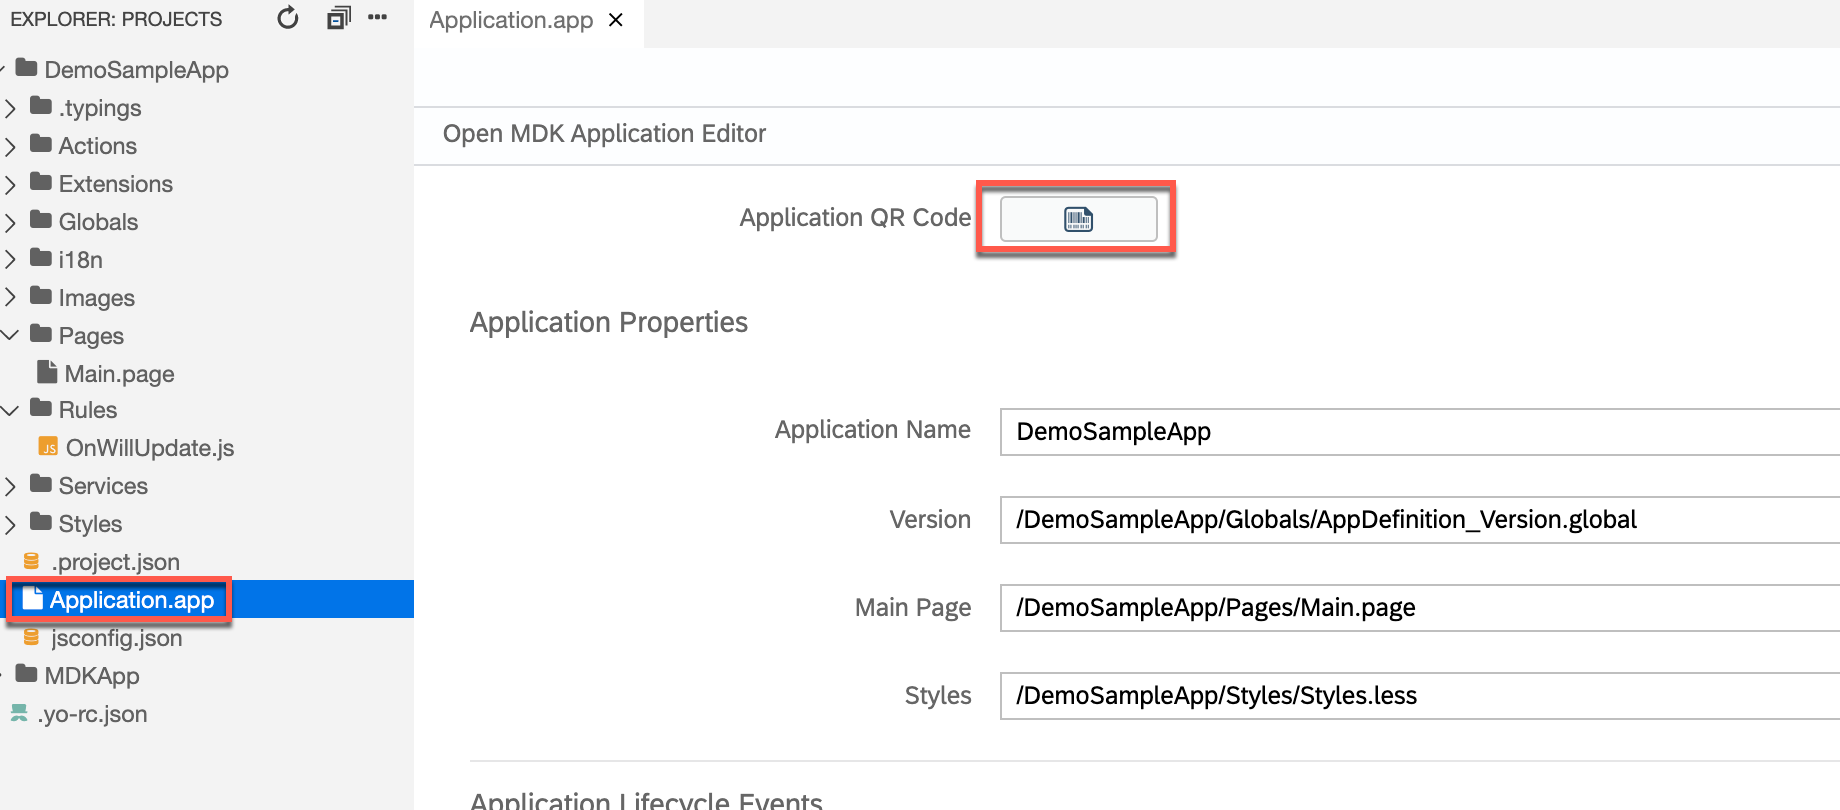 EXPLORER: PROJECTS
DemoSampleApp
.typings
Actions
Extensions
Globals
i18n
Images
Pages
Main.page
Rules
JS OnWillUpdate.js
Services
Styles
.project.json
Application.app
jsconfig.json
MDKApp
.yo-rc.json
Application.app
Open MDK Application Editor
Application QR Code
Application Properties
Application Name DemoSampleApp
Version /DemoSampleApp/Globals/AppDefinition_Version.global
Main Page /DemoSampleApp/Pages/Main.page
Styles /DemoSampleApp/Styles/Styles.less
Application Lifecycle Events